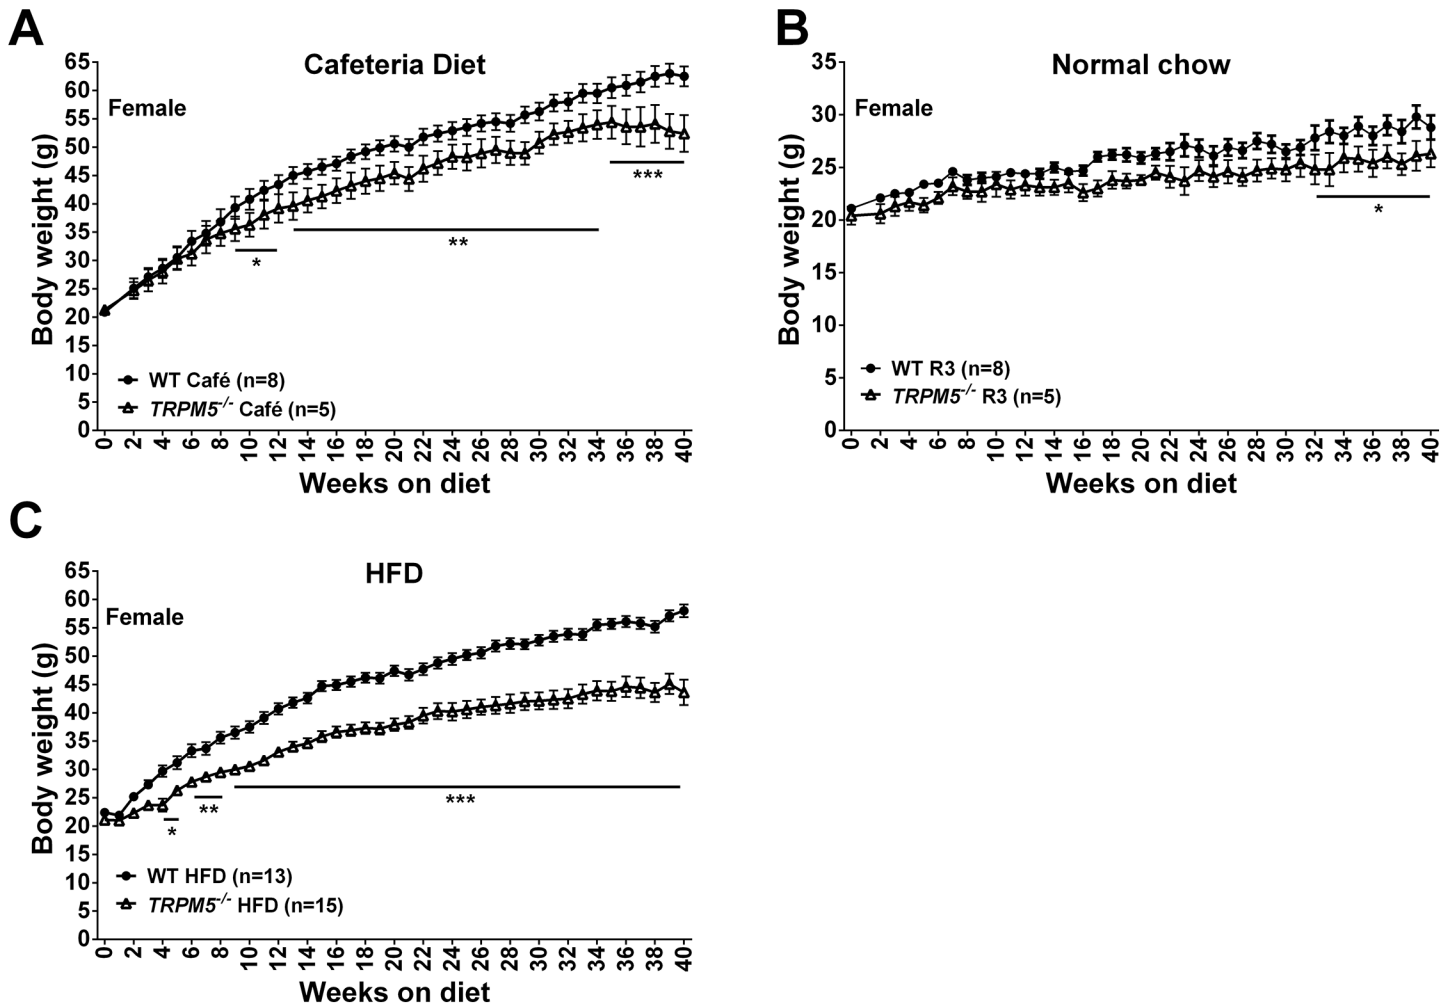 A
Cafeteria Diet
Female
Body weight (g)
65
60
55
50
45
40
35
30
25
20
15
10
5
0
***
**
*
WT Café (n=8)
TRPM5-/- Café (n=5)
0 2 4 6 8 10 12 14 16 18 20 22 24 26 28 30 32 34 36 38 40
Weeks on diet
B
Normal chow
Female
Body weight (g)
35
30
25
20
15
10
5
0
*
WT R3 (n=8)
TRPM5-/- R3 (n=5)
0 2 4 6 8 10 12 14 16 18 20 22 24 26 28 30 32 34 36 38 40
Weeks on diet
C
HFD
Female
Body weight (g)
65
60
55
50
45
40
35
30
25
20
15
10
5
0
***
**
*
WT HFD (n=13)
TRPM5-/- HFD (n=15)
0 2 4 6 8 10 12 14 16 18 20 22 24 26 28 30 32 34 36 38 40
Weeks on diet